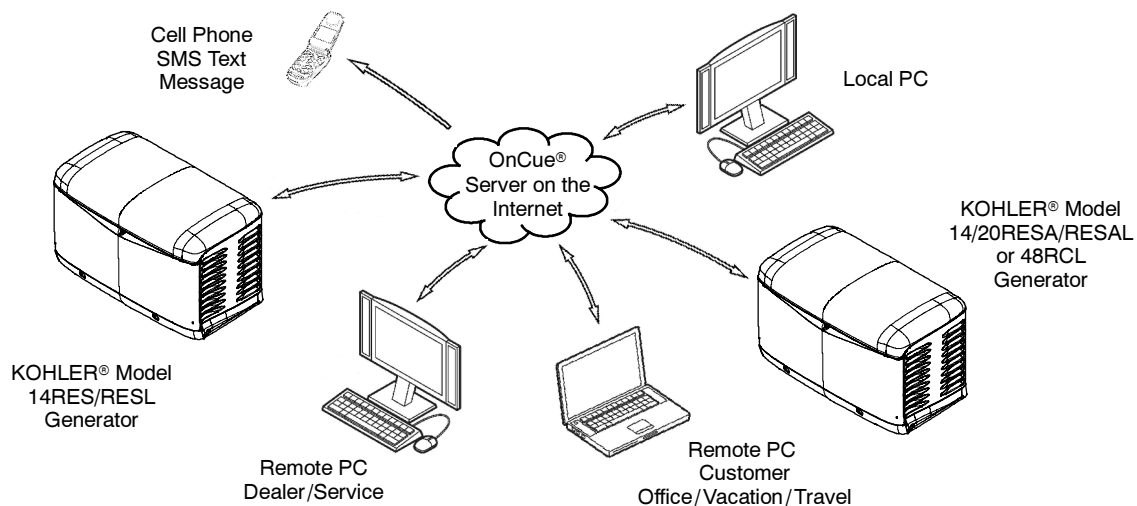 Cell Phone
SMS Text
Message
Local PC
OnCue®
Server on the
Internet
KOHLER® Model
14/20RESA/RESAL
or 48RCL
Generator
KOHLER® Model
14RES/RESL
Generator
Remote PC
Dealer/Service
Remote PC
Customer
Office/Vacation/Travel